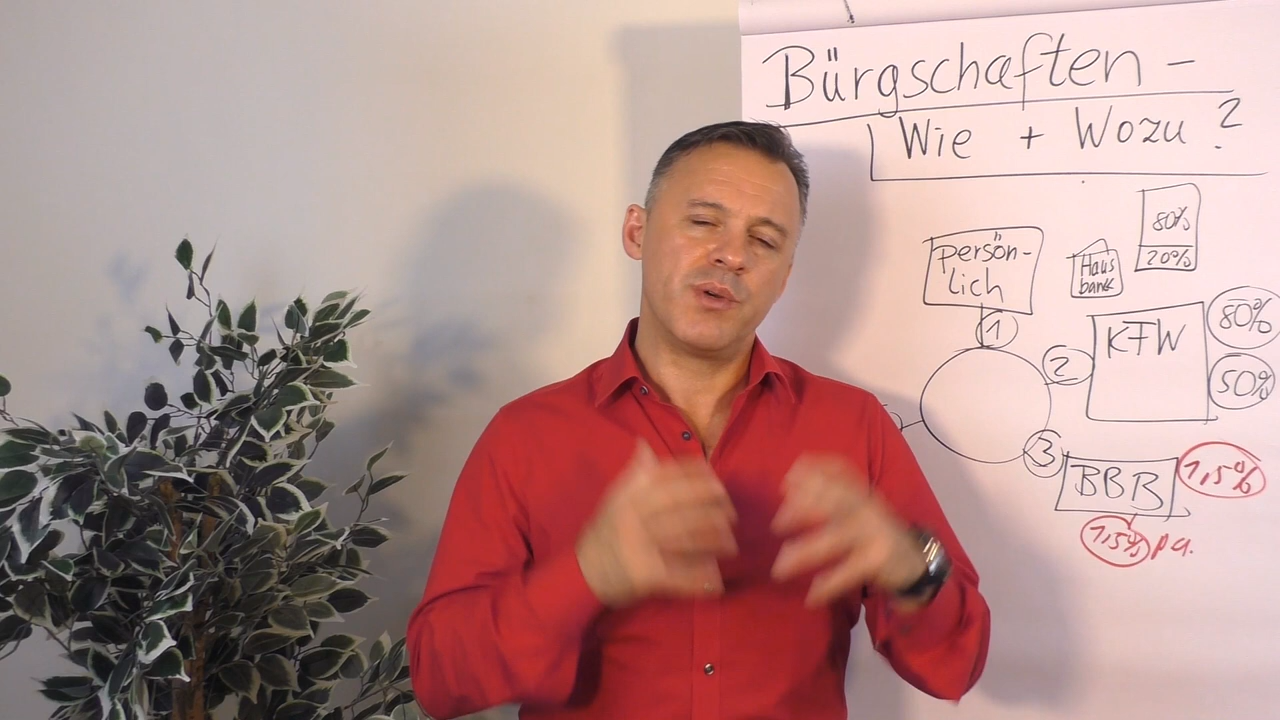 Bürgschaften -
Wie + Wozu?
80%
20%
persön-
lich
Haus
bank
1
2
KFW
80%
50%
3
BBB
1,5%
1,5% p.a.